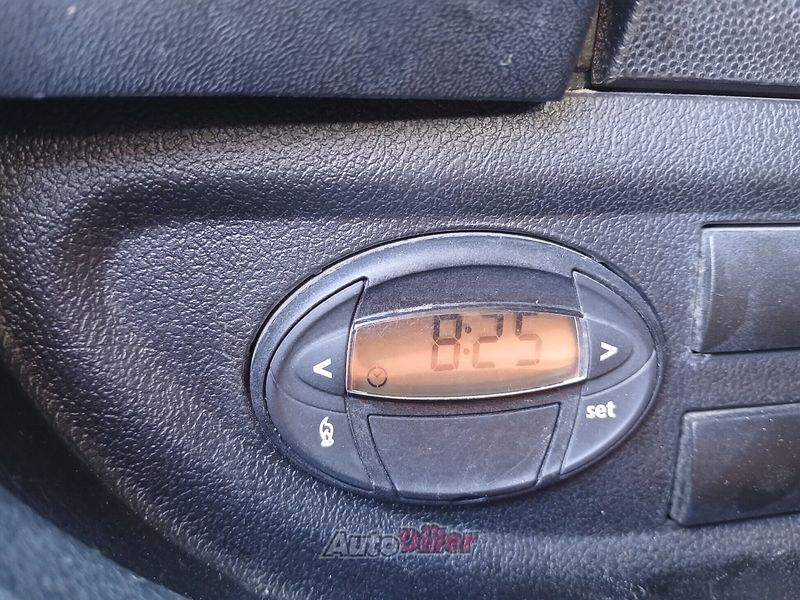 8:25
< >
set
AutoDiler